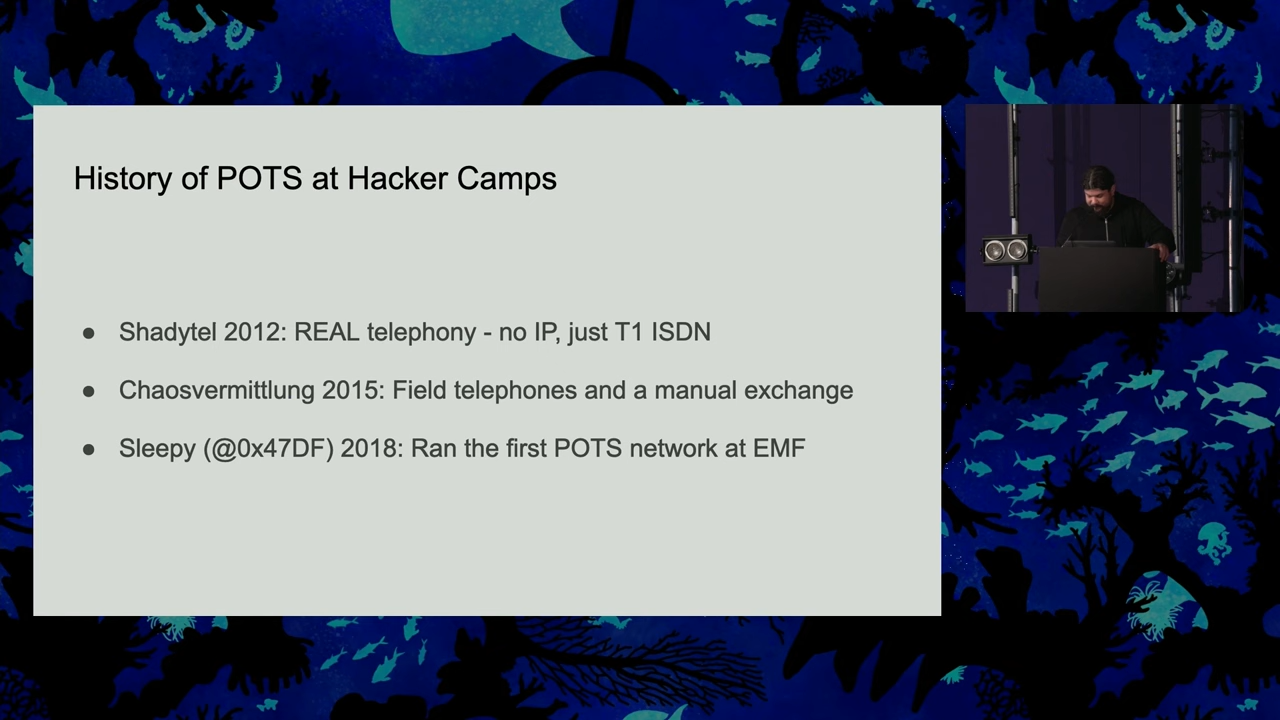 History of POTS at Hacker Camps
● Shadytel 2012: REAL telephony - no IP, just T1 ISDN
● Chaosvermittlung 2015: Field telephones and a manual exchange
● Sleepy (@0x47DF) 2018: Ran the first POTS network at EMF